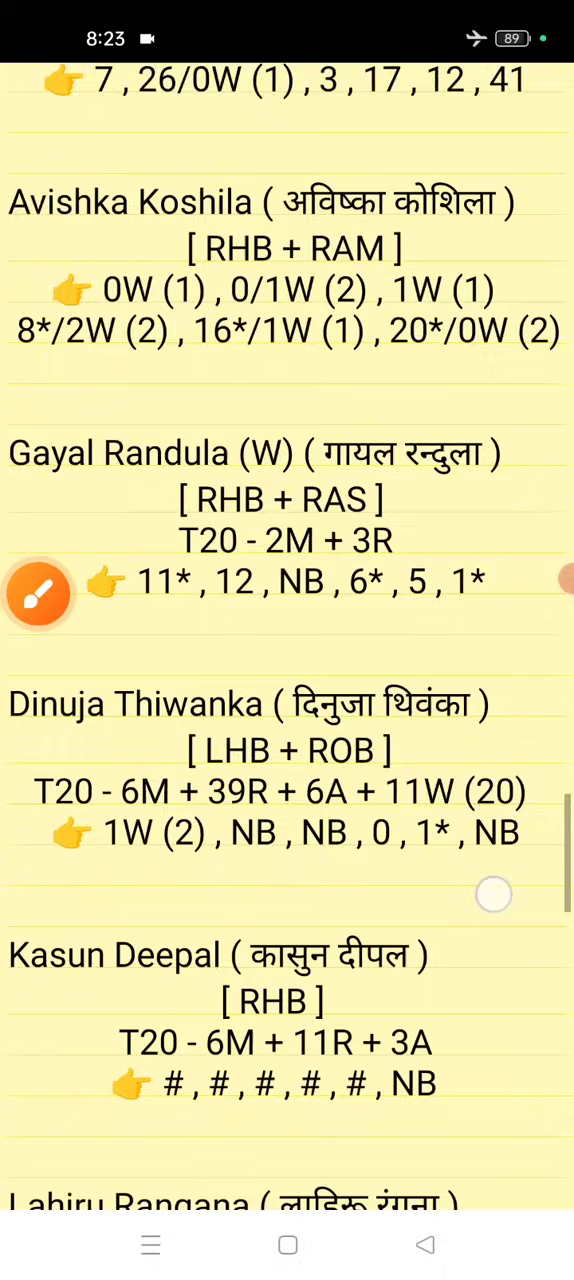 8:23
89
👉 7 , 26/0W (1) , 3 , 17 , 12 , 41
Avishka Koshila ( अविष्का कोशिला )
[ RHB + RAM ]
👉 0W (1) , 0/1W (2) , 1W (1)
8*/2W (2) , 16*/1W (1) , 20*/0W (2)
Gayal Randula (W) ( गायल रन्दुला )
[ RHB + RAS ]
T20 - 2M + 3R
👉 11* , 12 , NB , 6* , 5 , 1*
Dinuja Thiwanka ( दिनुजा थिवंका )
[ LHB + ROB ]
T20 - 6M + 39R + 6A + 11W (20)
👉 1W (2) , NB , NB , 0 , 1* , NB
Kasun Deepal ( कासुन दीपल )
[ RHB ]
T20 - 6M + 11R + 3A
👉 # , # , # , # , # , NB
Lahiru Rangana ( लाहिरू रंगना )